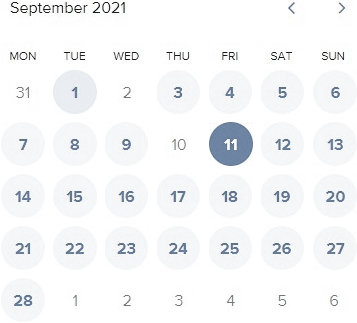 September 2021
MON TUE WED THU FRI SAT SUN
31 1 2 3 4 5 6
7 8 9 10 11 12 13
14 15 16 17 18 19 20
21 22 23 24 25 26 27
28 1 2 3 4 5 6